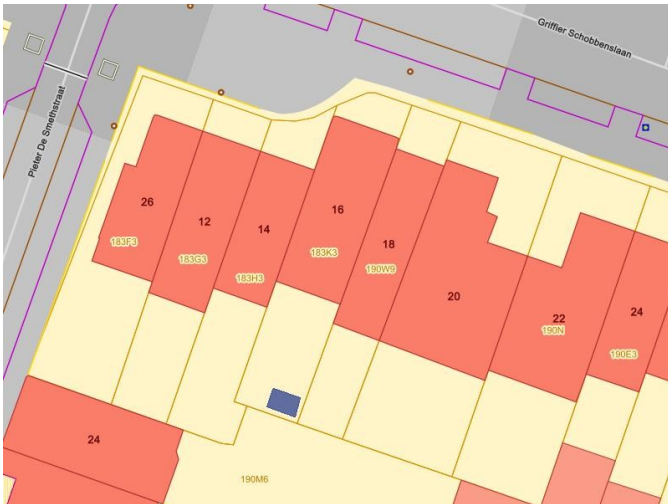 Griffier Schobbenslaan
Pieter De Smethstraat
26
12
14
16
18
20
22
24
183F3
183G3
183H3
183K3
190W9
190N
190E3
24
190M6